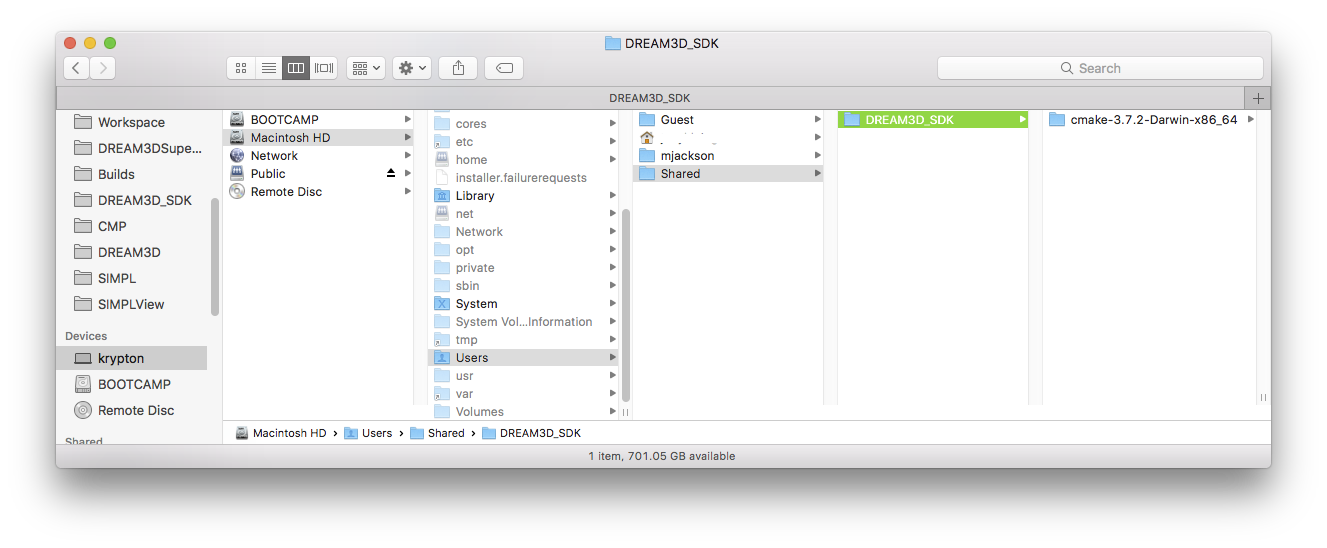 DREAM3D_SDK
Search
DREAM3D_SDK
Workspace
DREAM3DSupe...
Builds
DREAM3D_SDK
CMP
DREAM3D
SIMPL
SIMPLView
Devices
krypton
BOOTCAMP
Remote Disc
Shared
BOOTCAMP
Macintosh HD
Network
Public
Remote Disc
cores
etc
home
installer.failurerequests
Library
net
Network
opt
private
sbin
System
System Vol...Information
tmp
Users
usr
var
Volumes
Guest
mjackson
Shared
DREAM3D_SDK
cmake-3.7.2-Darwin-x86_64
Macintosh HD › Users › Shared › DREAM3D_SDK
1 item, 701.05 GB available